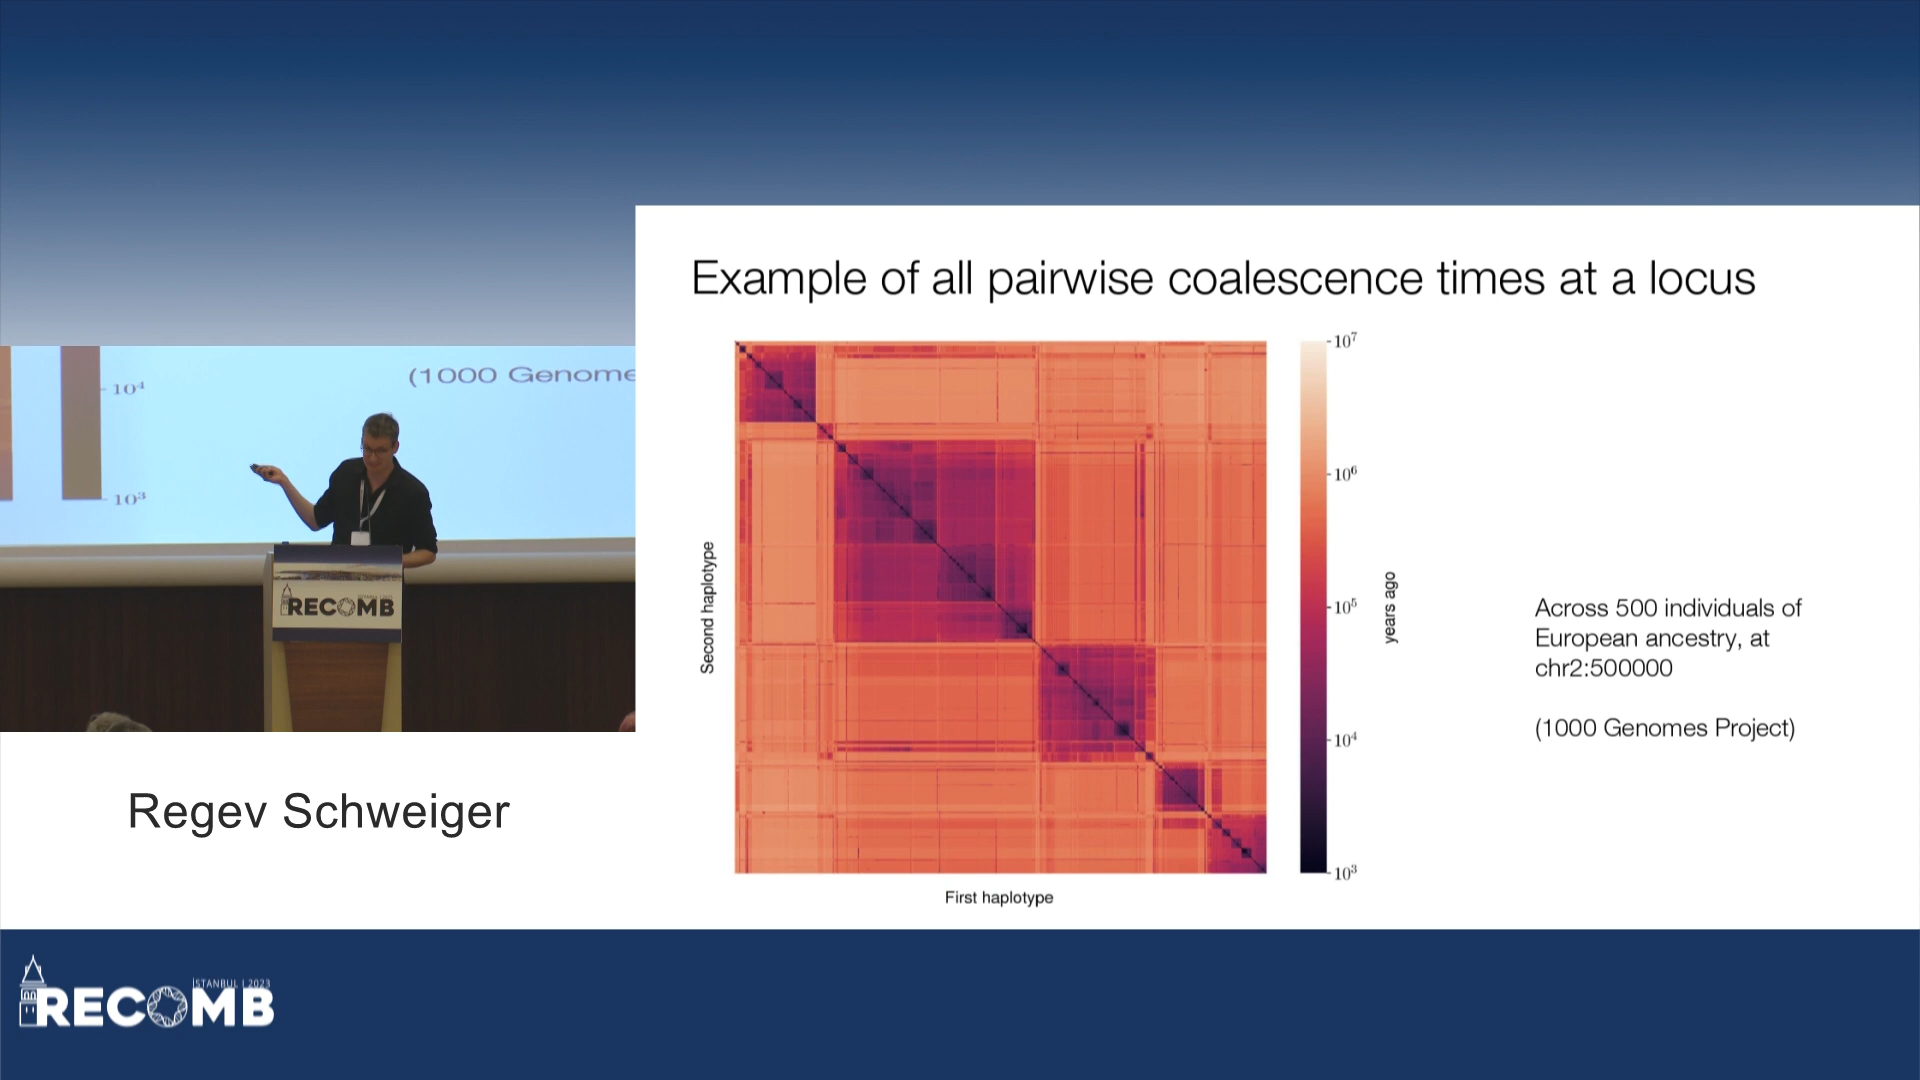 Example of all pairwise coalescence times at a locus
10⁷
10⁶
10⁵
10⁴
10³
years ago
Second haplotype
First haplotype
Across 500 individuals of
European ancestry, at
chr2:500000
(1000 Genomes Project)
10⁴
(1000 Genome
10³
RECOMB
Regev Schweiger
İSTANBUL | 2023
RECOMB